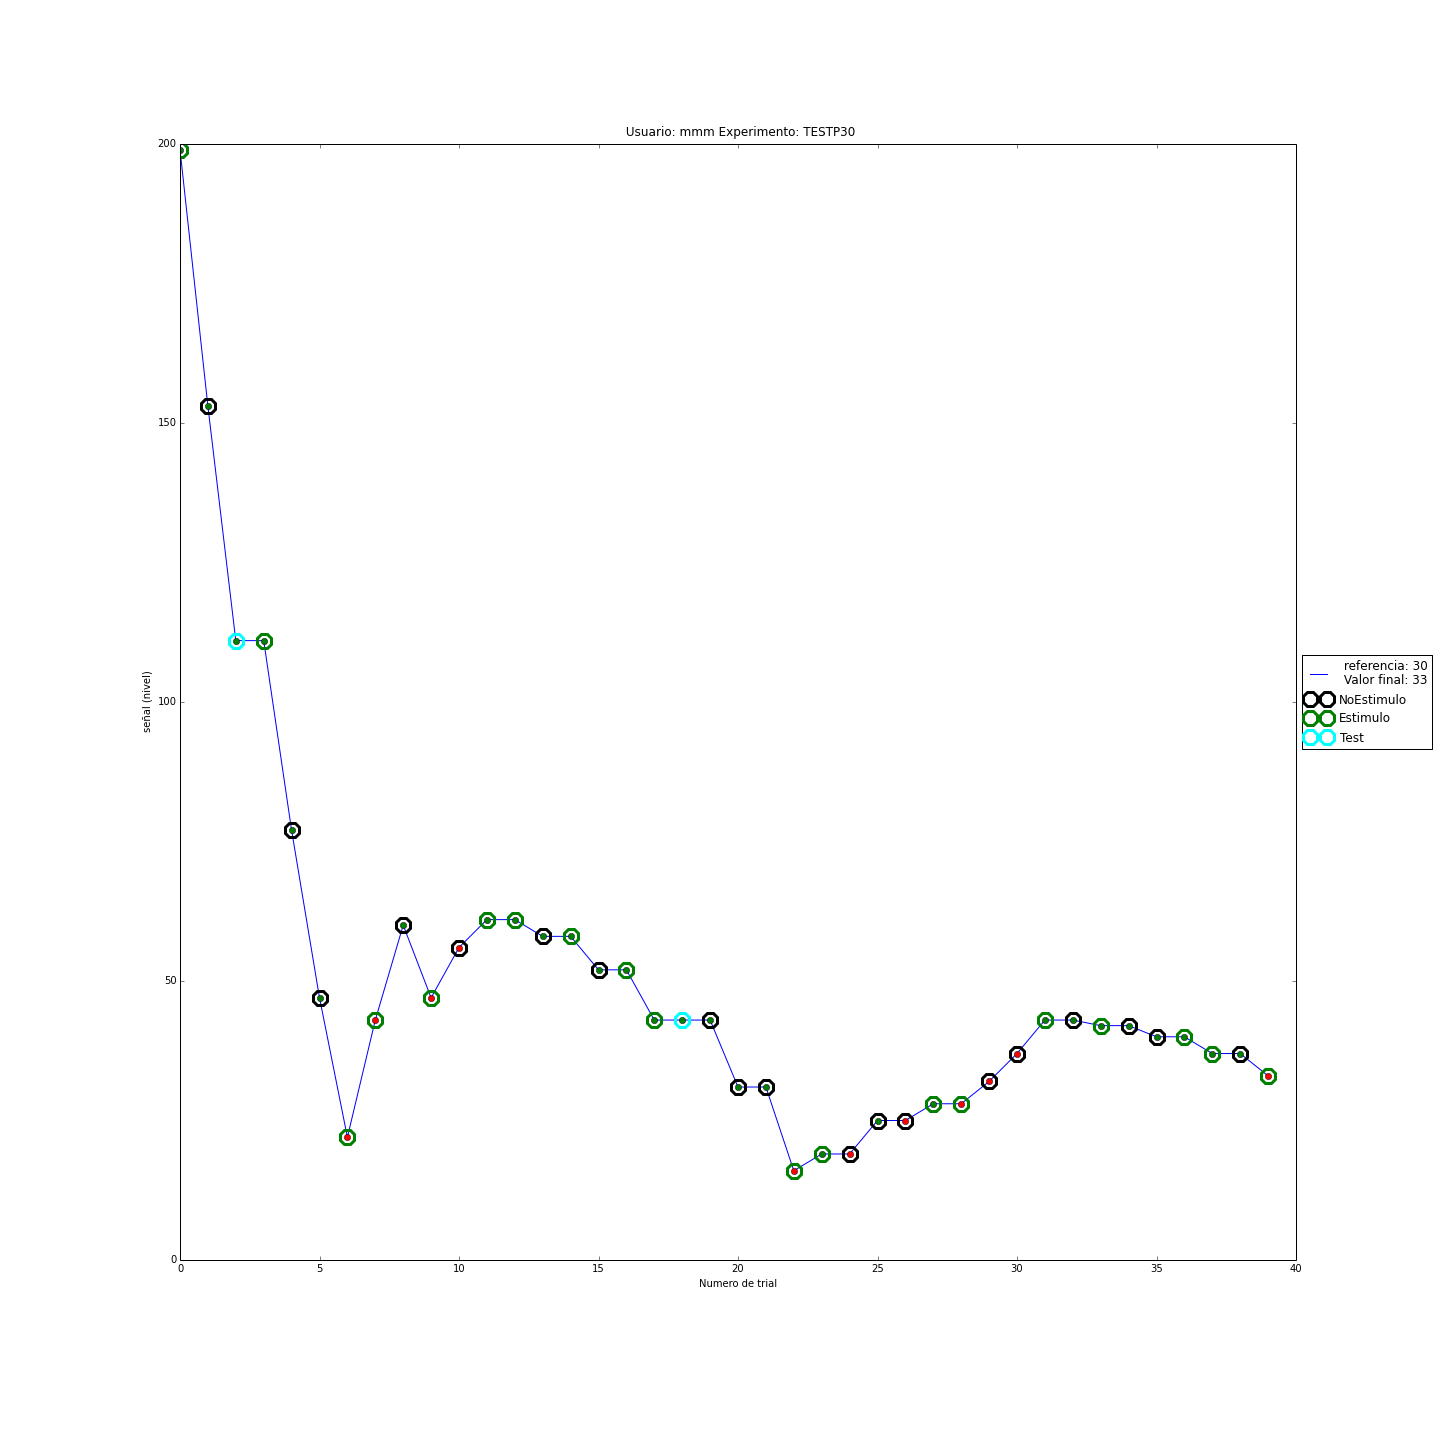 Usuario: mmm Experimento: TESTP30
200
150
100
50
0
señal (nivel)
0 5 10 15 20 25 30 35 40
Numero de trial
referencia: 30
Valor final: 33
NoEstimulo
Estimulo
Test